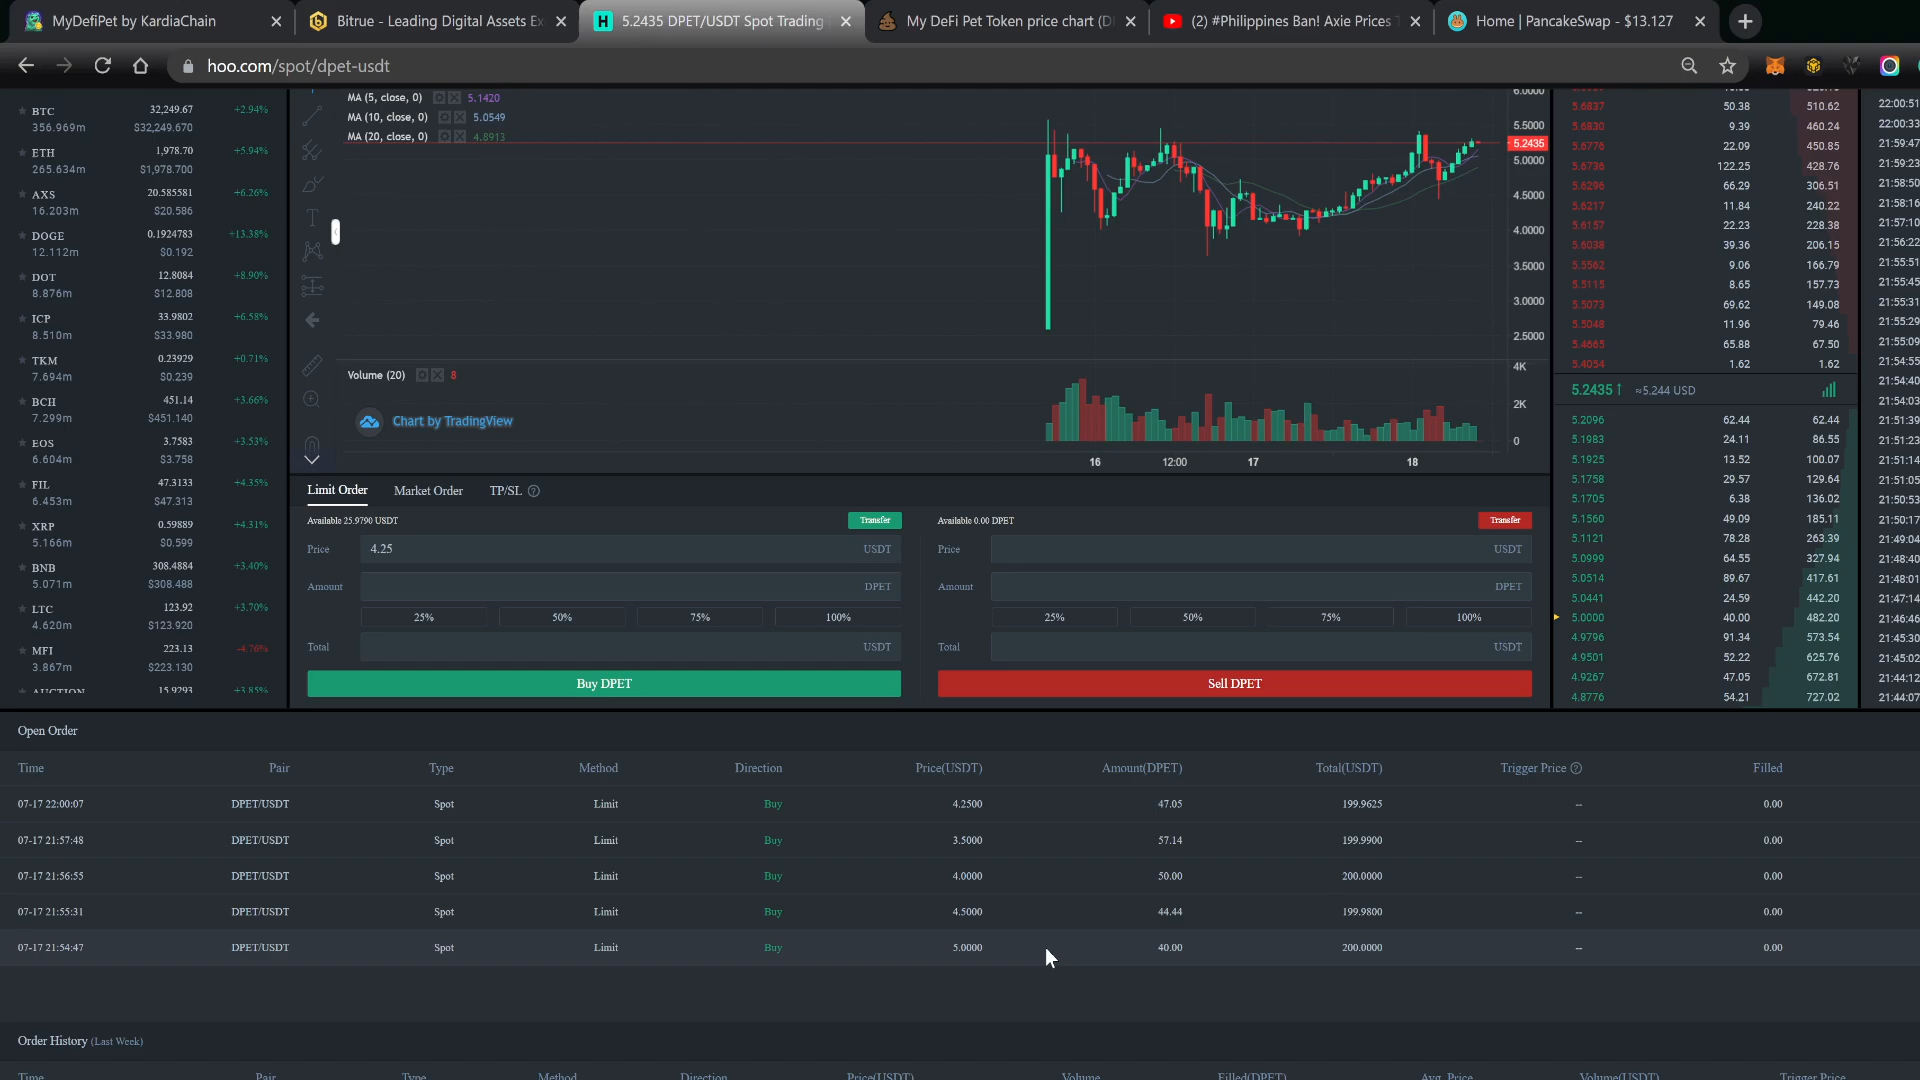 MyDefiPet by KardiaChain
Bitrue - Leading Digital Assets Ex
5.2435 DPET/USDT Spot Trading
My DeFi Pet Token price chart (D
(2) #Philippines Ban! Axie Prices T
Home | PancakeSwap - $13.127
hoo.com/spot/dpet-usdt
BTC 32,249.67 +2.94%
356.969m $32,249.670
ETH 1,978.70 +5.94%
265.634m $1,978.700
AXS 20.585581 +6.26%
16.203m $20.586
DOGE 0.1924783 +13.38%
12.112m $0.192
DOT 12.8084 +8.90%
8.876m $12.808
ICP 33.9802 +6.58%
8.510m $33.980
TKM 0.23929 +0.71%
7.694m $0.239
BCH 451.14 +3.66%
7.299m $451.140
EOS 3.7583 +3.53%
6.604m $3.758
FIL 47.3133 +4.35%
6.453m $47.313
XRP 0.59889 +4.31%
5.166m $0.599
BNB 308.4884 +3.40%
5.071m $308.488
LTC 123.92 +3.70%
4.620m $123.920
MFI 223.13 -4.76%
3.867m $223.130
AUCTION 15.9293 +3.85%
MA (5, close, 0) 5.1420
MA (10, close, 0) 5.0549
MA (20, close, 0) 4.8913
6.0000
5.5000
5.2435
5.0000
4.5000
4.0000
3.5000
3.0000
2.5000
Volume (20) 8
4K
2K
0
Chart by TradingView
16 12:00 17 18
5.6837 50.38 510.62
5.6830 9.39 460.24
5.6776 22.09 450.85
5.6736 122.25 428.76
5.6296 66.29 306.51
5.6217 11.84 240.22
5.6157 22.23 228.38
5.6038 39.36 206.15
5.5562 9.06 166.79
5.5115 8.65 157.73
5.5073 69.62 149.08
5.5048 11.96 79.46
5.4665 65.88 67.50
5.4054 1.62 1.62
5.2435↑ ≈5.244 USD
5.2096 62.44 62.44
5.1983 24.11 86.55
5.1925 13.52 100.07
5.1758 29.57 129.64
5.1705 6.38 136.02
5.1560 49.09 185.11
5.1121 78.28 263.39
5.0999 64.55 327.94
5.0514 89.67 417.61
5.0441 24.59 442.20
5.0000 40.00 482.20
4.9796 91.34 573.54
4.9501 52.22 625.76
4.9267 47.05 672.81
4.8776 54.21 727.02
22:00:51
22:00:33
21:59:47
21:59:23
21:58:50
21:58:16
21:57:10
21:56:22
21:55:51
21:55:45
21:55:31
21:55:29
21:55:09
21:54:55
21:54:40
21:54:03
21:51:39
21:51:23
21:51:14
21:51:05
21:50:53
21:50:17
21:49:04
21:48:40
21:48:01
21:47:14
21:46:46
21:45:30
21:45:02
21:44:12
21:44:07
Limit Order Market Order TP/SL
Available 25.9790 USDT Transfer
Price 4.25 USDT
Amount DPET
25% 50% 75% 100%
Total USDT
Buy DPET
Available 0.00 DPET Transfer
Price USDT
Amount DPET
25% 50% 75% 100%
Total USDT
Sell DPET
Open Order
Time Pair Type Method Direction Price(USDT) Amount(DPET) Total(USDT) Trigger Price Filled
07-17 22:00:07 DPET/USDT Spot Limit Buy 4.2500 47.05 199.9625 -- 0.00
07-17 21:57:48 DPET/USDT Spot Limit Buy 3.5000 57.14 199.9900 -- 0.00
07-17 21:56:55 DPET/USDT Spot Limit Buy 4.0000 50.00 200.0000 -- 0.00
07-17 21:55:31 DPET/USDT Spot Limit Buy 4.5000 44.44 199.9800 -- 0.00
07-17 21:54:47 DPET/USDT Spot Limit Buy 5.0000 40.00 200.0000 -- 0.00
Order History (Last Week)
Time Pair Type Method Direction Price(USDT) Volume Filled(DPET) Avg. Price Volume(USDT) Trigger Price